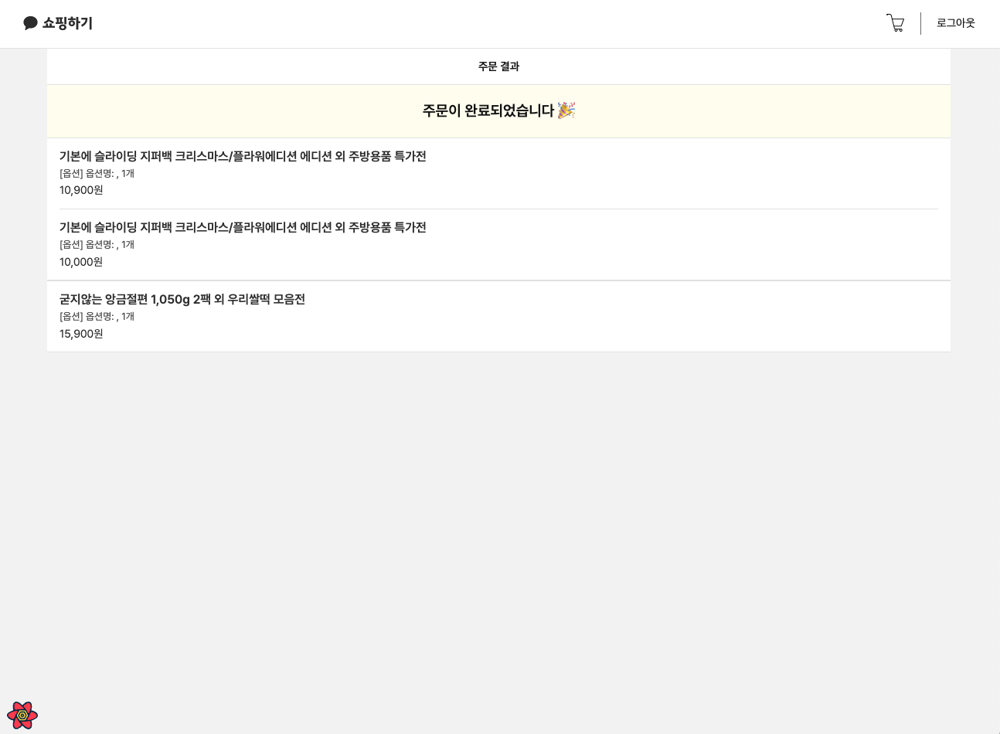 쇼핑하기
로그아웃
주문 결과
주문이 완료되었습니다 🎉
기본에 슬라이딩 지퍼백 크리스마스/플라워에디션 에디션 외 주방용품 특가전
[옵션] 옵션명: , 1개
10,900원
기본에 슬라이딩 지퍼백 크리스마스/플라워에디션 에디션 외 주방용품 특가전
[옵션] 옵션명: , 1개
10,000원
굳지않는 앙금절편 1,050g 2팩 외 우리쌀떡 모음전
[옵션] 옵션명: , 1개
15,900원